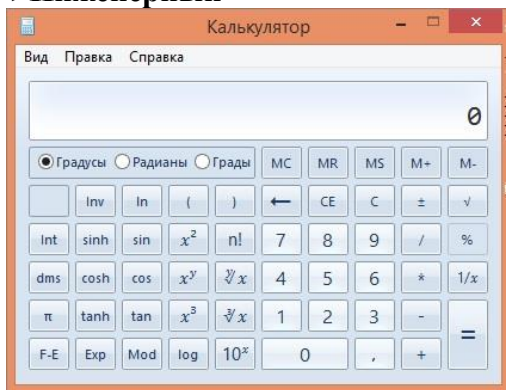 Калькулятор
Вид Правка Справка
0
Градусы Радианы Грады MC MR MS M+ M-
Inv ln ( ) ← CE C ± √
Int sinh sin x² n! 7 8 9 / %
dms cosh cos xʸ ʸ√x 4 5 6 * 1/x
π tanh tan x³ ³√x 1 2 3 - =
F-E Exp Mod log 10ˣ 0 , +